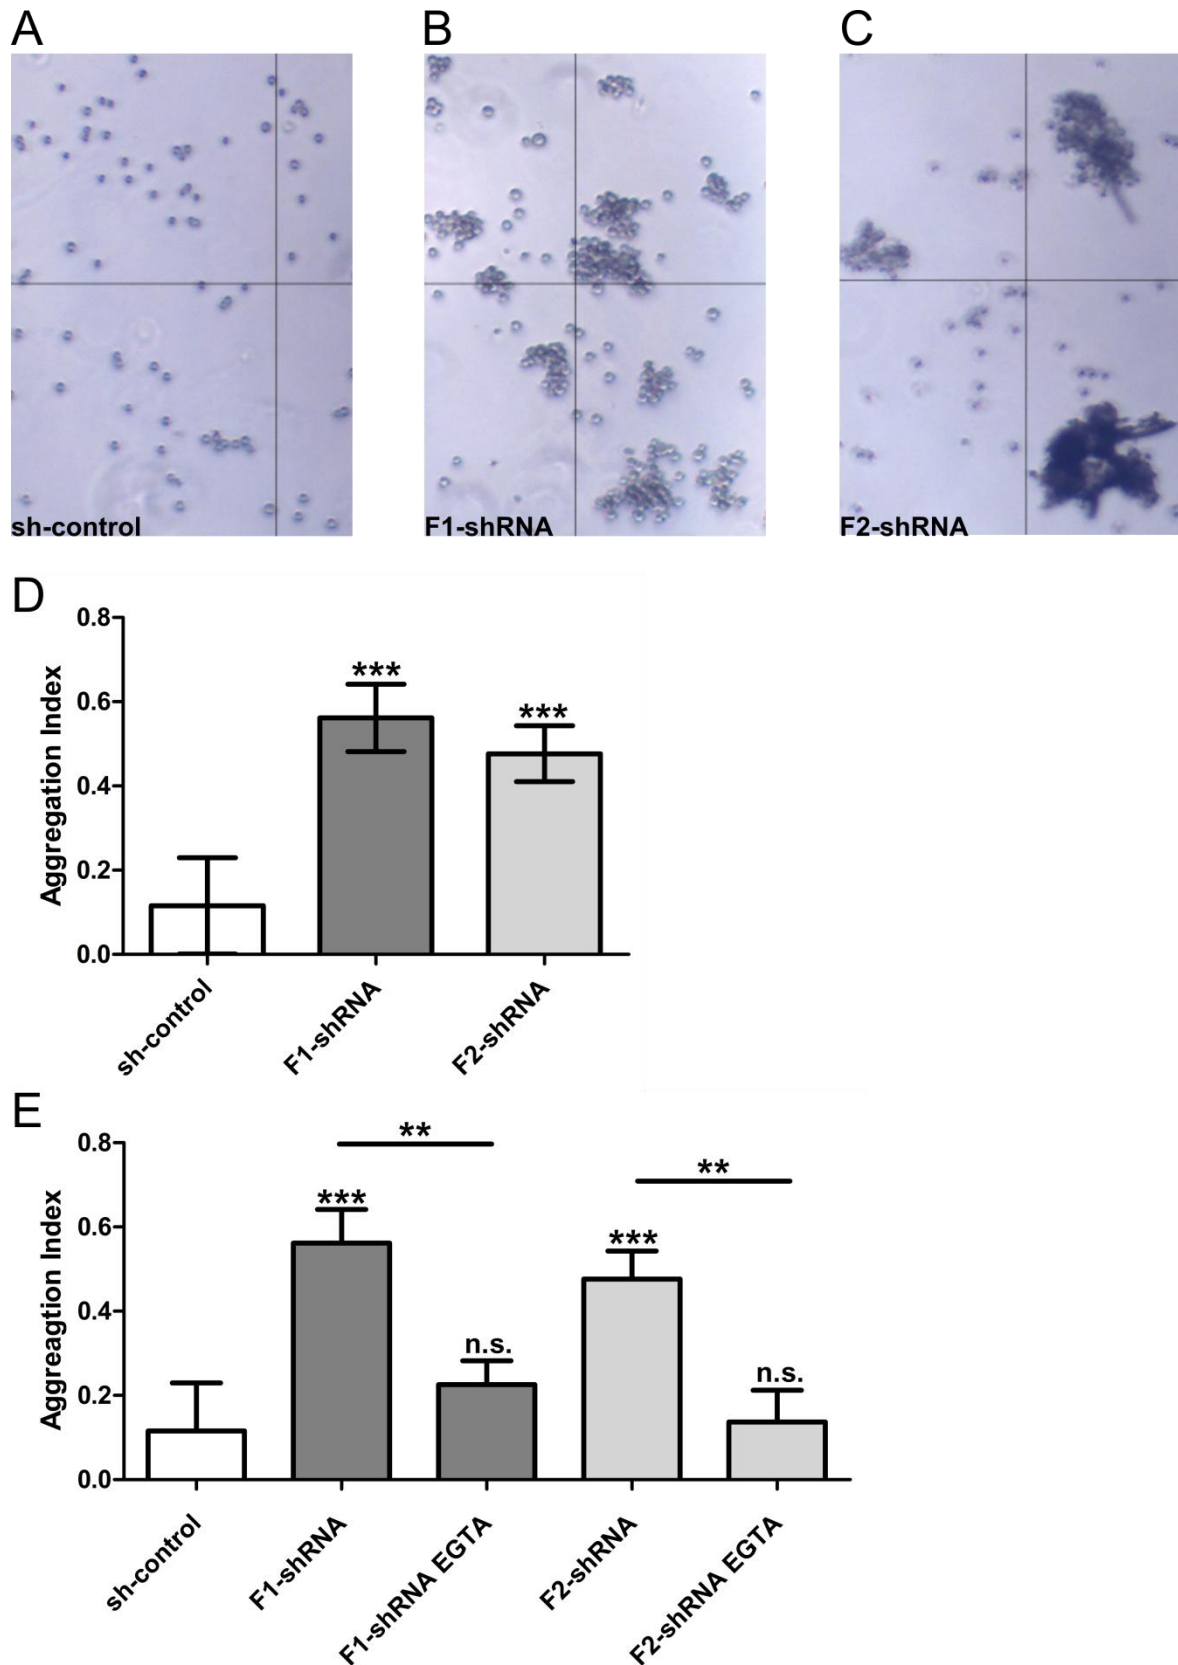 A B C
sh-control F1-shRNA F2-shRNA
D
Aggregation Index
0.8
0.6
0.4
0.2
0.0
***
***
sh-control
F1-shRNA
F2-shRNA
E
Aggreagtion Index
0.8
0.6
0.4
0.2
0.0
**
**
***
n.s.
***
n.s.
sh-control
F1-shRNA
F1-shRNA EGTA
F2-shRNA
F2-shRNA EGTA